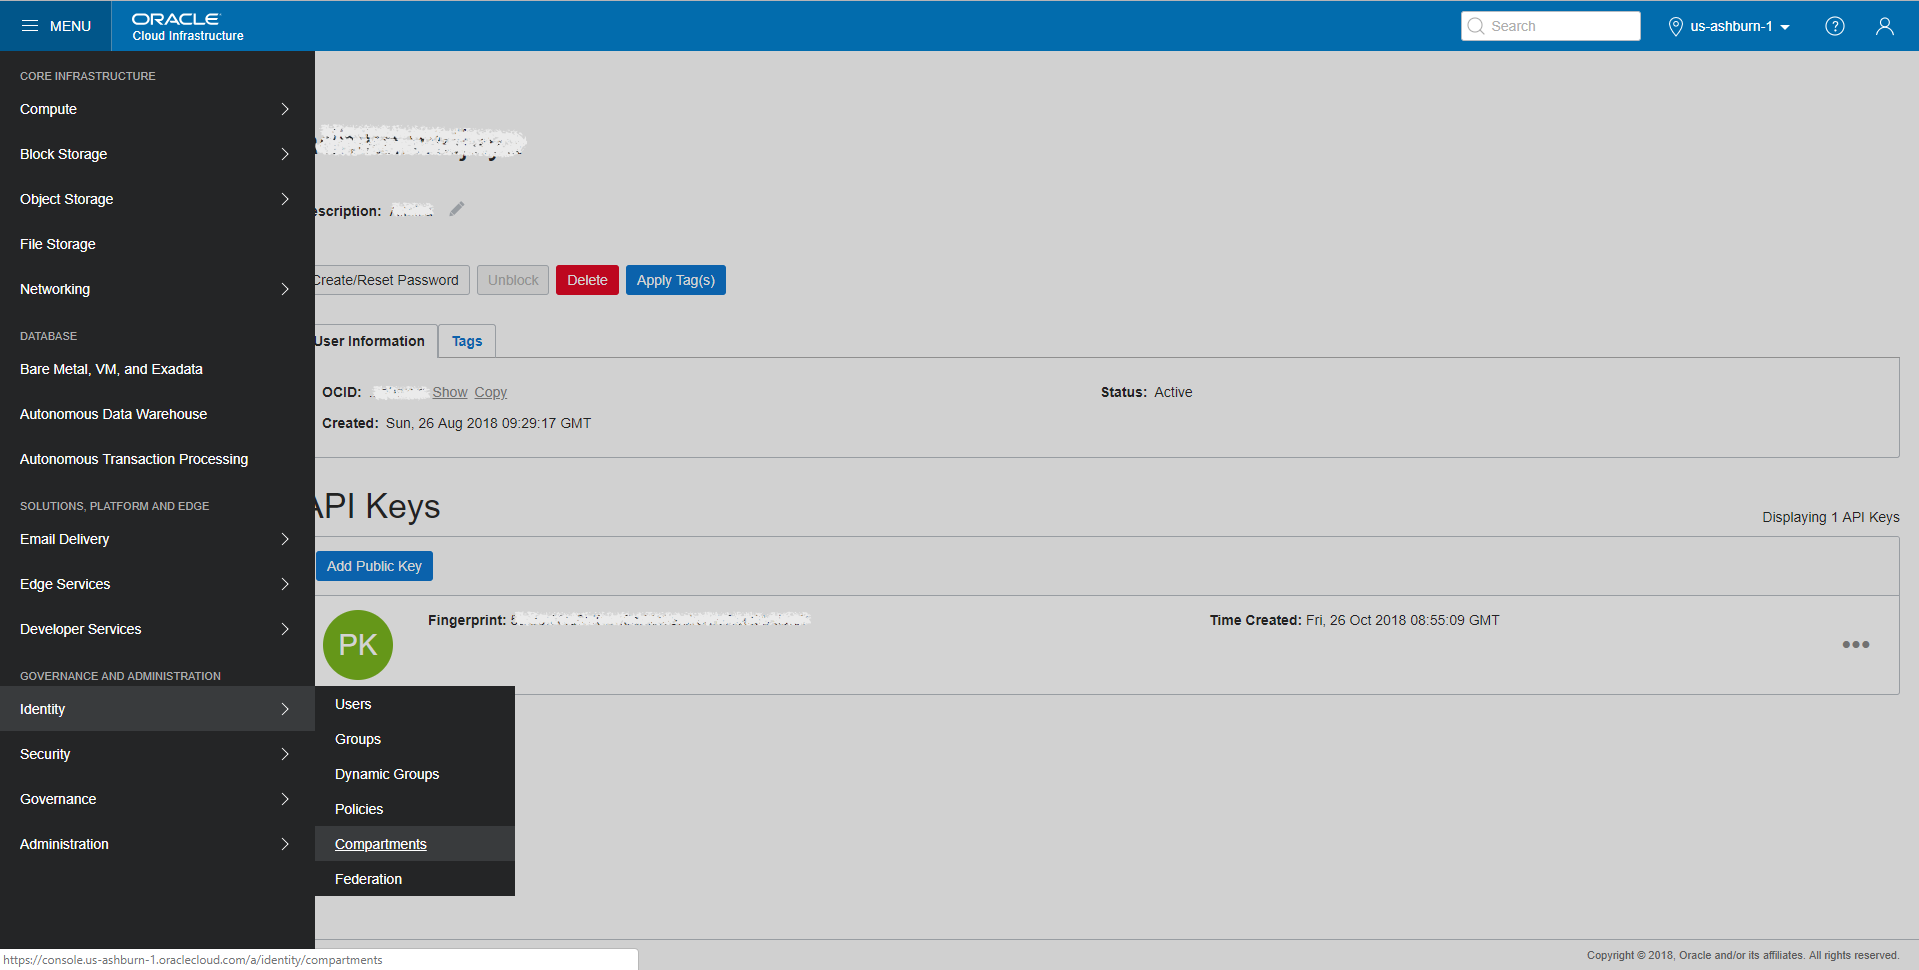 MENU
ORACLE
Cloud Infrastructure
Search
us-ashburn-1
CORE INFRASTRUCTURE
Compute
Block Storage
Object Storage
File Storage
Networking
DATABASE
Bare Metal, VM, and Exadata
Autonomous Data Warehouse
Autonomous Transaction Processing
SOLUTIONS, PLATFORM AND EDGE
Email Delivery
Edge Services
Developer Services
GOVERNANCE AND ADMINISTRATION
Identity
Security
Governance
Administration
Users
Groups
Dynamic Groups
Policies
Compartments
Federation
escription:
Create/Reset Password Unblock Delete Apply Tag(s)
User Information Tags
OCID: Show Copy
Status: Active
Created: Sun, 26 Aug 2018 09:29:17 GMT
API Keys
Displaying 1 API Keys
Add Public Key
PK
Fingerprint:
Time Created: Fri, 26 Oct 2018 08:55:09 GMT
https://console.us-ashburn-1.oraclecloud.com/a/identity/compartments
Copyright © 2018, Oracle and/or its affiliates. All rights reserved.